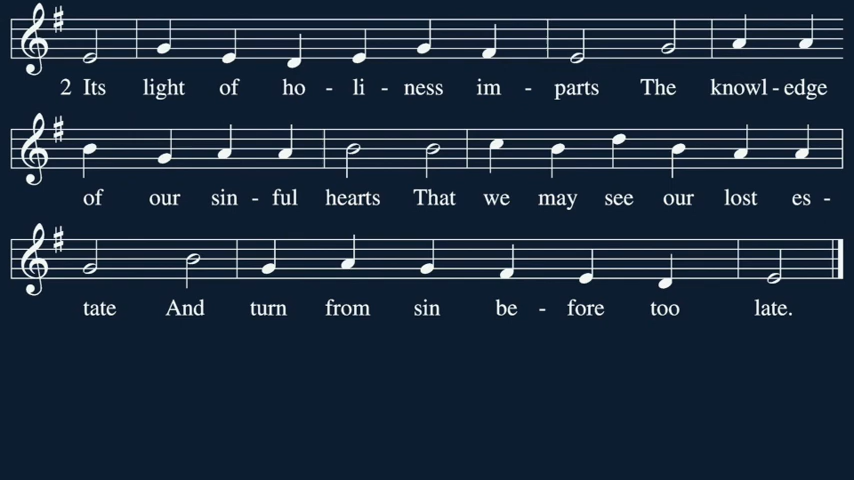 2 Its light of ho - li - ness im - parts The knowl - edge
of our sin - ful hearts That we may see our lost es -
tate And turn from sin be - fore too late.